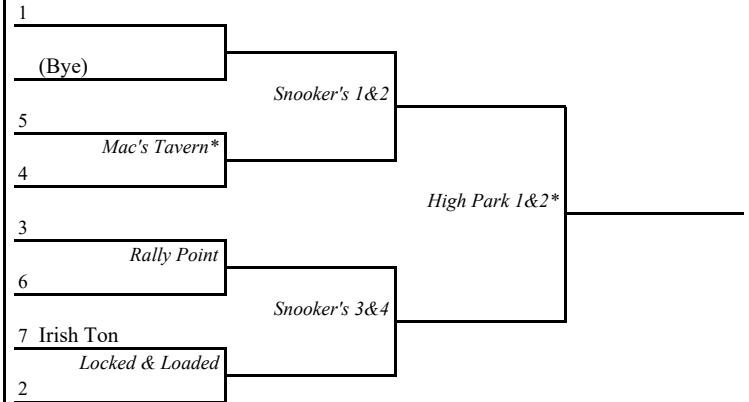 1
(Bye)
Snooker's 1&2
5
Mac's Tavern*
4
High Park 1&2*
3
Rally Point
6
Snooker's 3&4
7 Irish Ton
Locked & Loaded
2